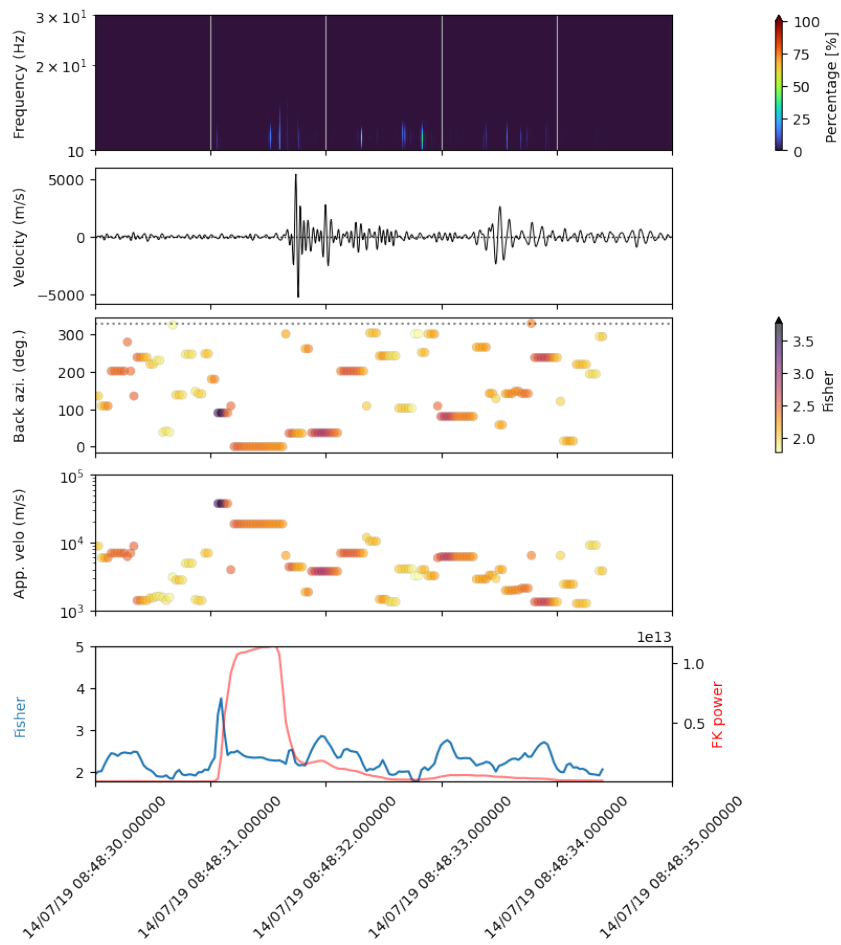 3 × 10¹
2 × 10¹
10
Frequency (Hz)
100
75
50
25
0
Percentage [%]
5000
0
−5000
Velocity (m/s)
300
200
100
0
Back azi. (deg.)
3.5
3.0
2.5
2.0
Fisher
10⁵
10⁴
10³
App. velo (m/s)
1e13
5
4
3
2
Fisher
1.0
0.5
FK power
14/07/19 08:48:30.000000
14/07/19 08:48:31.000000
14/07/19 08:48:32.000000
14/07/19 08:48:33.000000
14/07/19 08:48:34.000000
14/07/19 08:48:35.000000